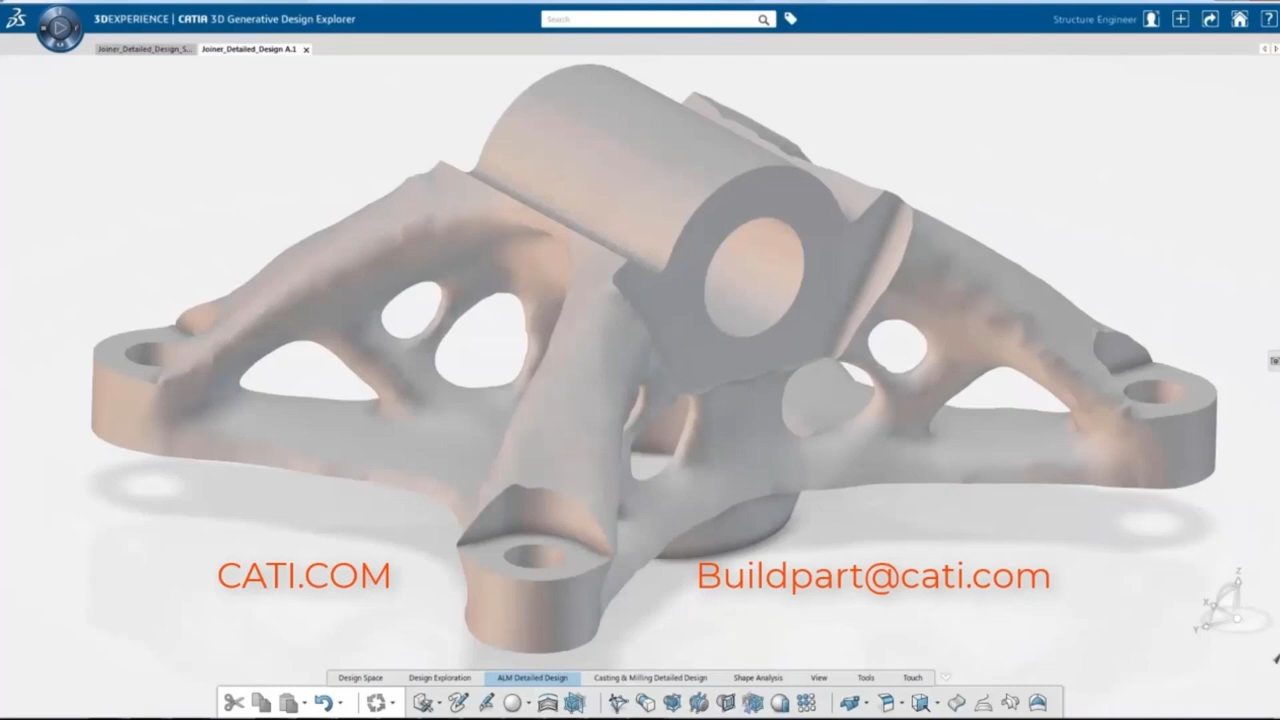 3DEXPERIENCE | CATIA 3D Generative Design Explorer
Search
Structure Engineer
Joiner_Detailed_Design_S...
Joiner_Detailed_Design A.1
CATI.COM
Buildpart@cati.com
Z
X
Y
Design Space
Design Exploration
ALM Detailed Design
Casting & Milling Detailed Design
Shape Analysis
View
Tools
Touch